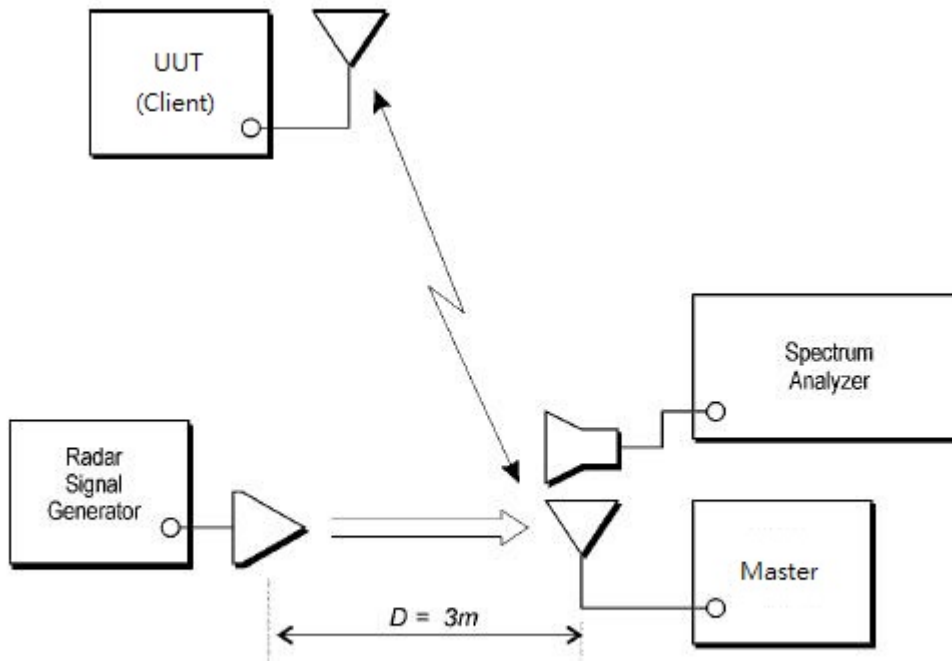 UUT
(Client)
Spectrum
Analyzer
Radar
Signal
Generator
Master
D = 3m